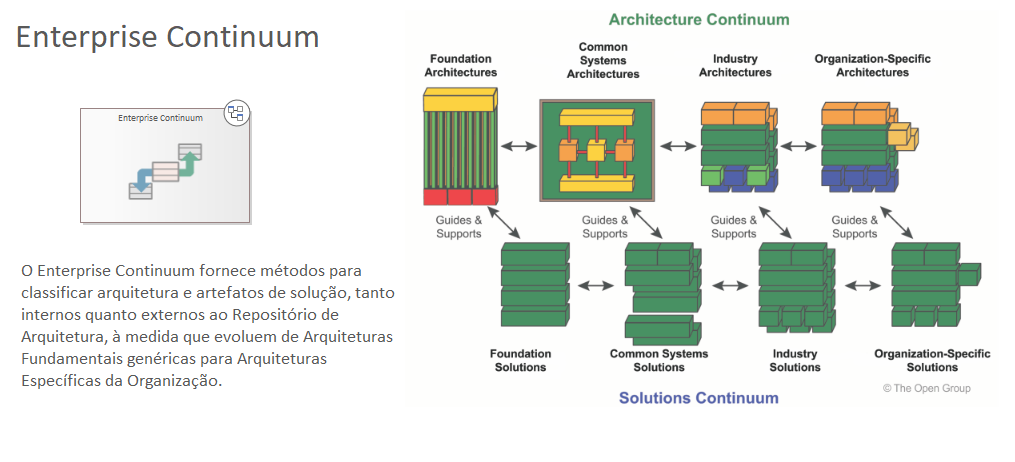 Enterprise Continuum
Enterprise Continuum
O Enterprise Continuum fornece métodos para
classificar arquitetura e artefatos de solução, tanto
internos quanto externos ao Repositório de
Arquitetura, à medida que evoluem de Arquiteturas
Fundamentais genéricas para Arquiteturas
Específicas da Organização.
Architecture Continuum
Foundation
Architectures
Common
Systems
Architectures
Industry
Architectures
Organization-Specific
Architectures
Guides &
Supports
Guides &
Supports
Guides &
Supports
Guides &
Supports
Foundation
Solutions
Common Systems
Solutions
Industry
Solutions
Organization-Specific
Solutions
© The Open Group
Solutions Continuum